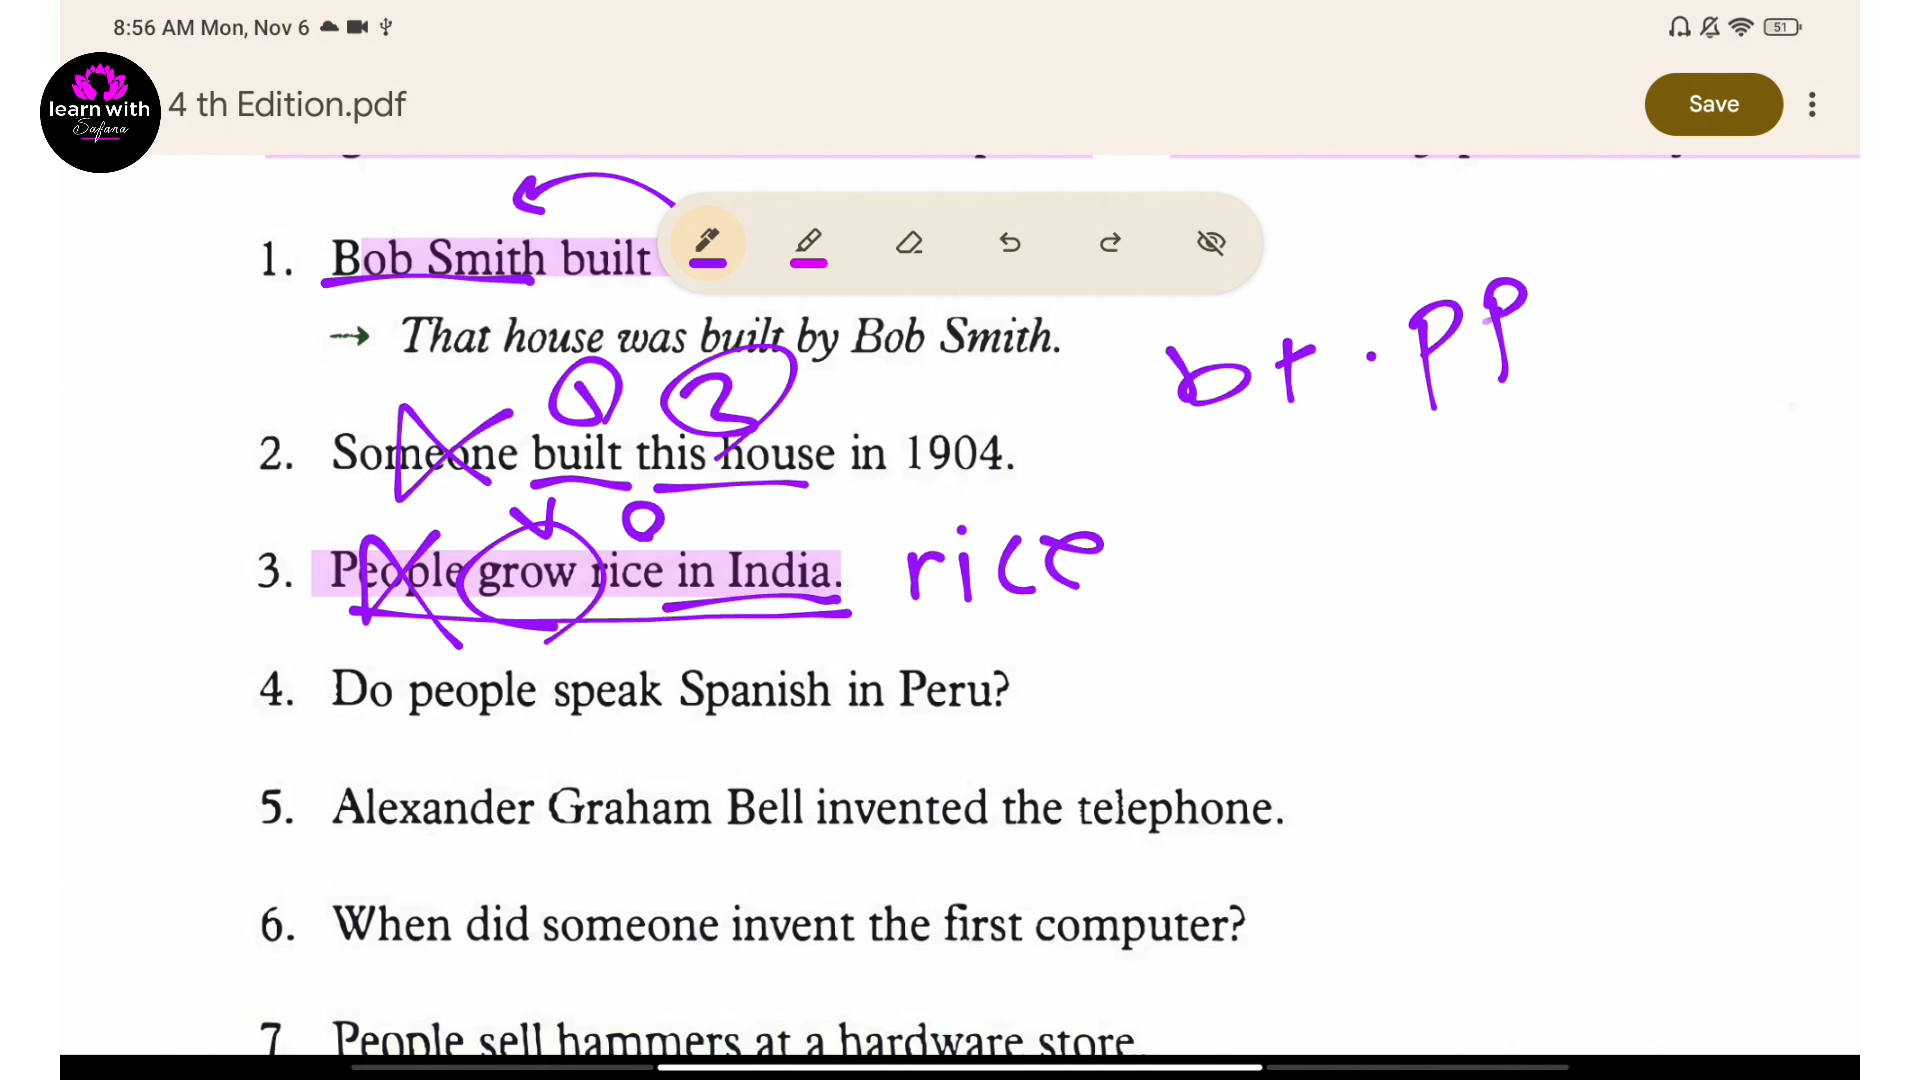 8:56 AM Mon, Nov 6
51
learn with
Safana
4 th Edition.pdf
Save
1. Bob Smith built
→ That house was built by Bob Smith.
b+ . pp
1 2
2. Someone built this house in 1904.
v o
3. People grow rice in India. rice
4. Do people speak Spanish in Peru?
5. Alexander Graham Bell invented the telephone.
6. When did someone invent the first computer?
7 People sell hammers at a hardware store.